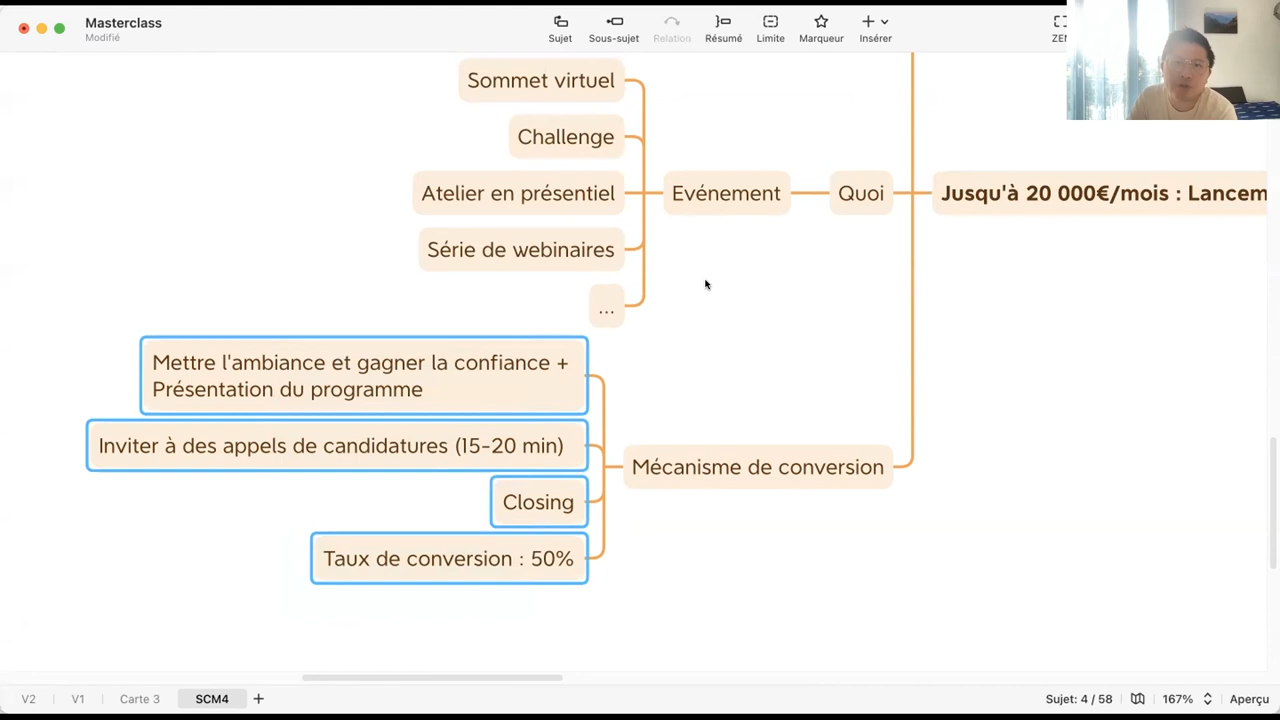 Masterclass
Modifié
Sujet
Sous-sujet
Relation
Résumé
Limite
Marqueur
Insérer
ZE
Sommet virtuel
Challenge
Atelier en présentiel
Série de webinaires
...
Evénement
Quoi
Jusqu'à 20 000€/mois : Lancem
Mettre l'ambiance et gagner la confiance +
Présentation du programme
Inviter à des appels de candidatures (15-20 min)
Closing
Taux de conversion : 50%
Mécanisme de conversion
V2
V1
Carte 3
SCM4
Sujet: 4 / 58
167%
Aperçu